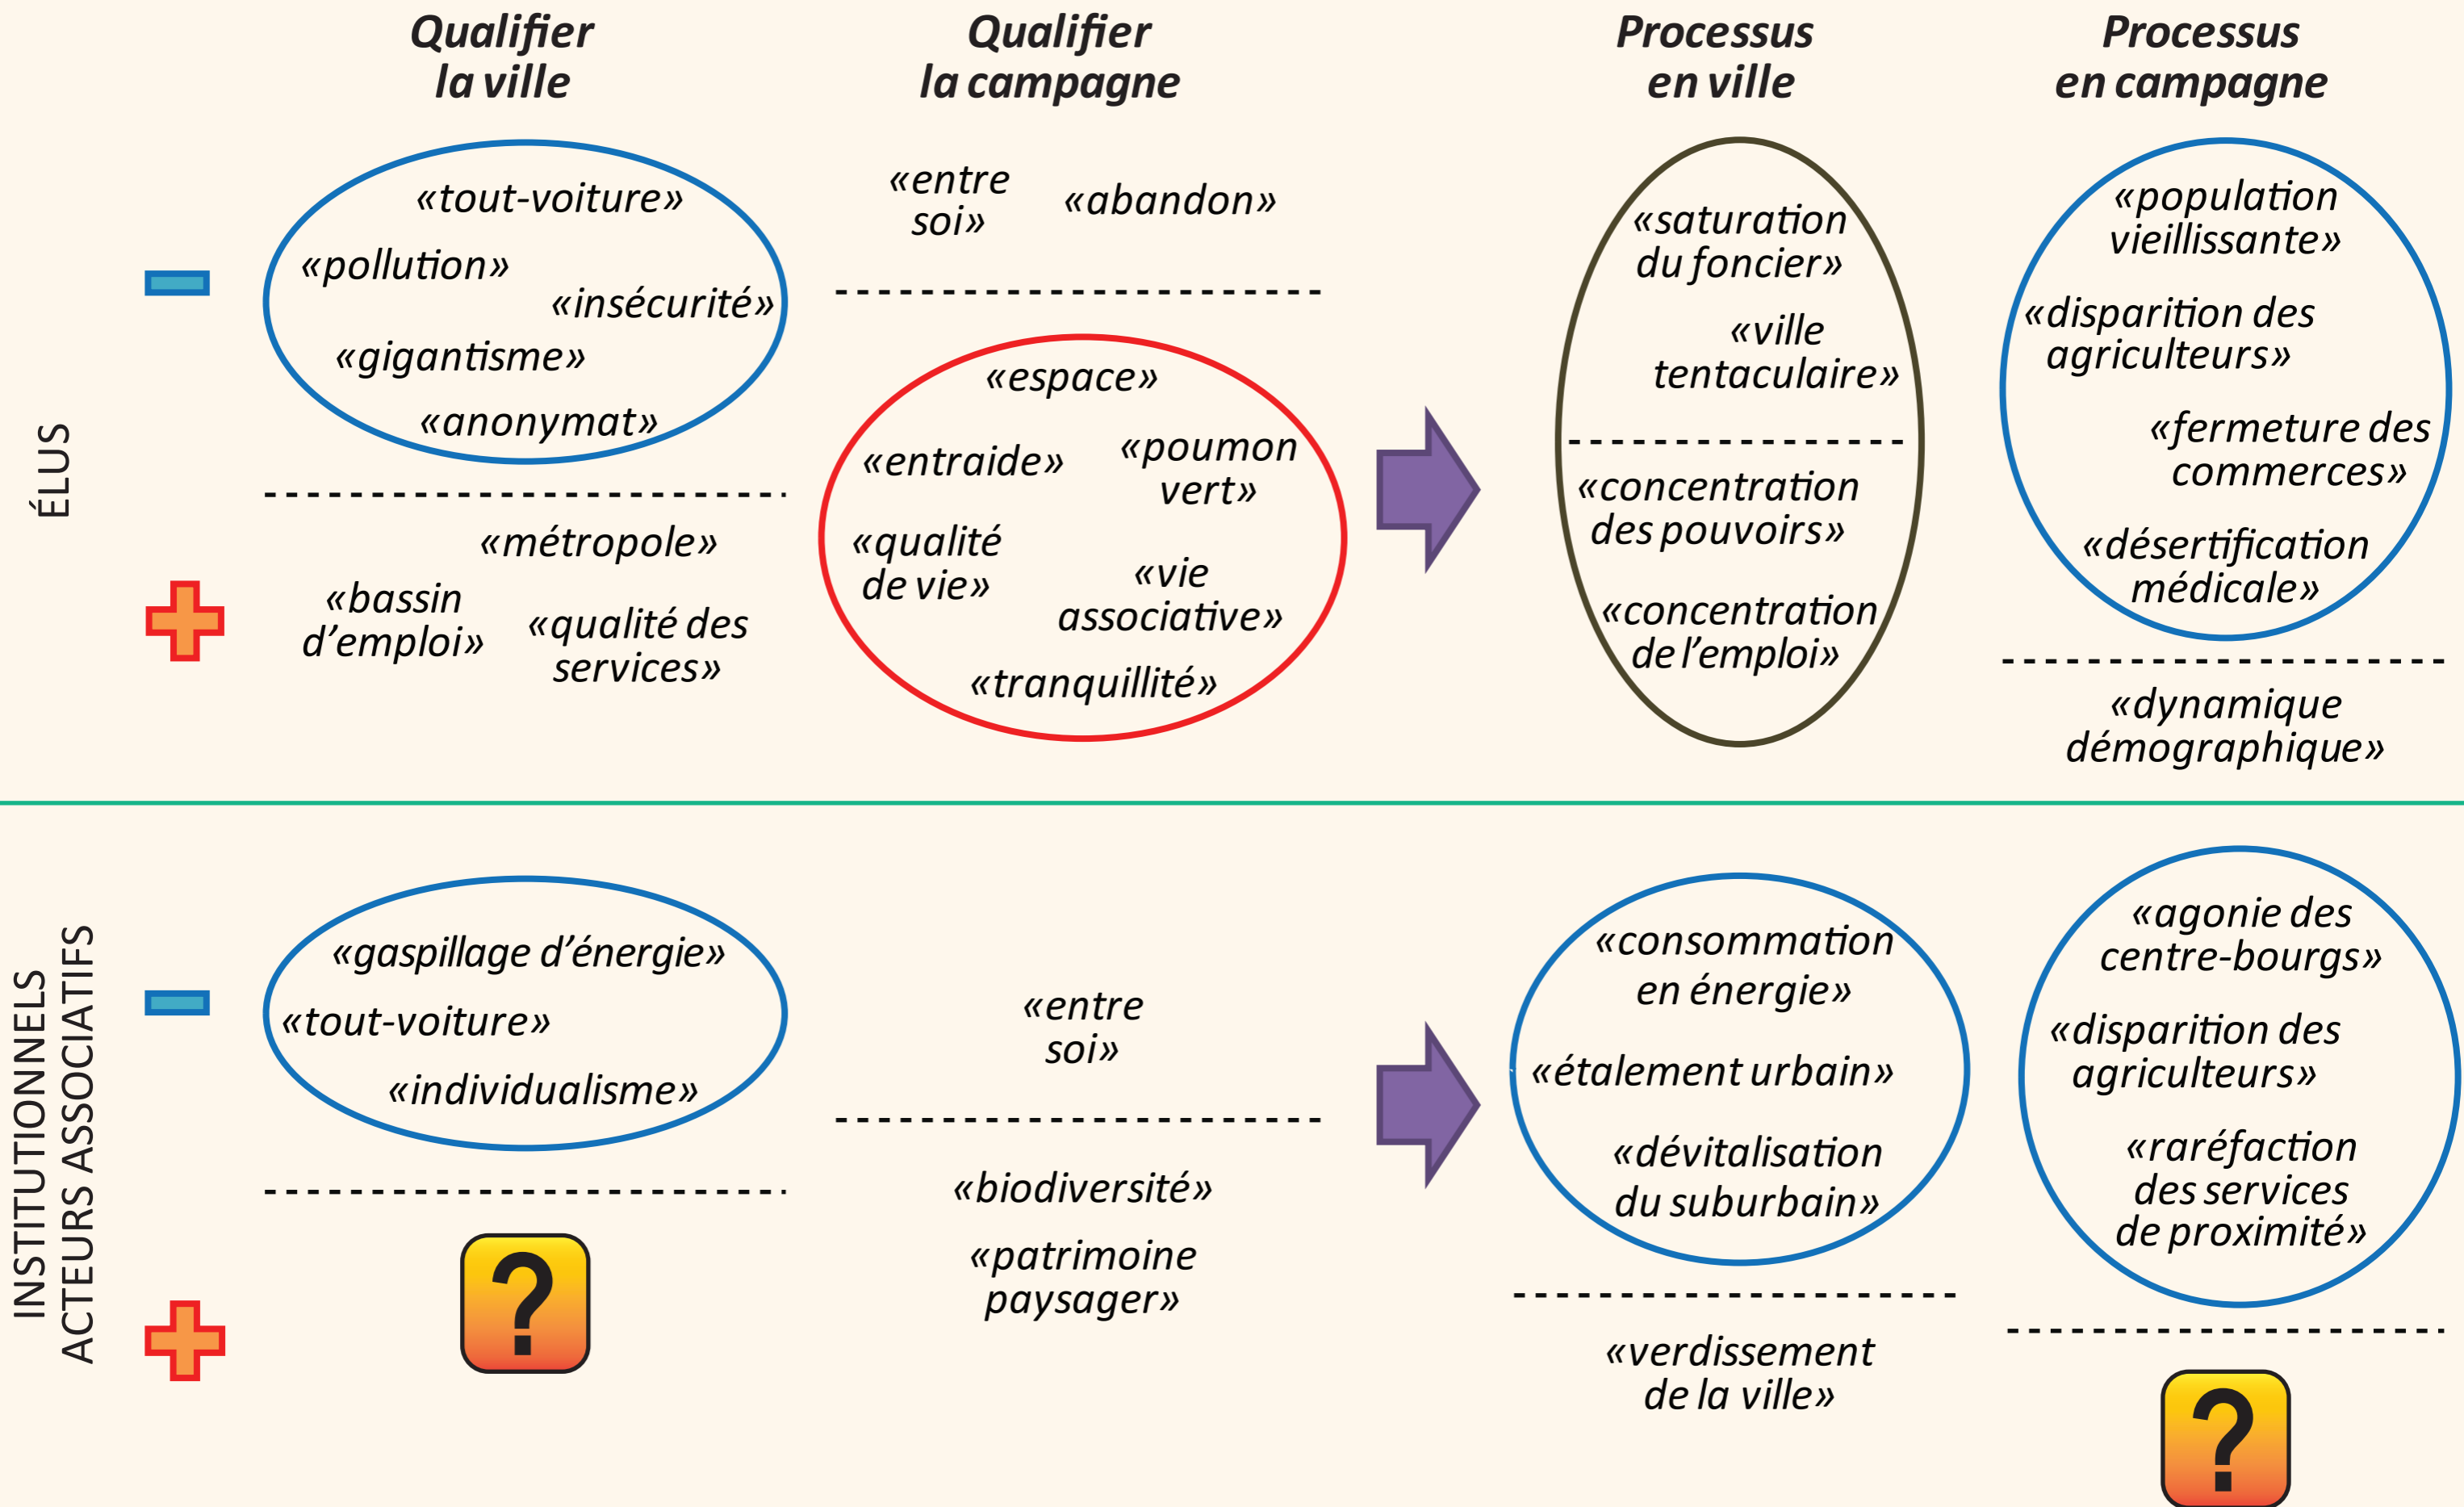 Qualifier
la ville
Qualifier
la campagne
Processus
en ville
Processus
en campagne
ÉLUS
«tout-voiture»
«pollution»
«insécurité»
«gigantisme»
«anonymat»
«métropole»
«bassin
d’emploi»
«qualité des
services»
«entre
soi»
«abandon»
«espace»
«entraide»
«poumon
vert»
«qualité
de vie»
«vie
associative»
«tranquillité»
«saturation
du foncier»
«ville
tentaculaire»
«concentration
des pouvoirs»
«concentration
de l’emploi»
«population
vieillissante»
«disparition des
agriculteurs»
«fermeture des
commerces»
«désertification
médicale»
«dynamique
démographique»
INSTITUTIONNELS
ACTEURS ASSOCIATIFS
«gaspillage d’énergie»
«tout-voiture»
«individualisme»
?
«entre
soi»
«biodiversité»
«patrimoine
paysager»
«consommation
en énergie»
«étalement urbain»
«dévitalisation
du suburbain»
«verdissement
de la ville»
«agonie des
centre-bourgs»
«disparition des
agriculteurs»
«raréfaction
des services
de proximité»
?